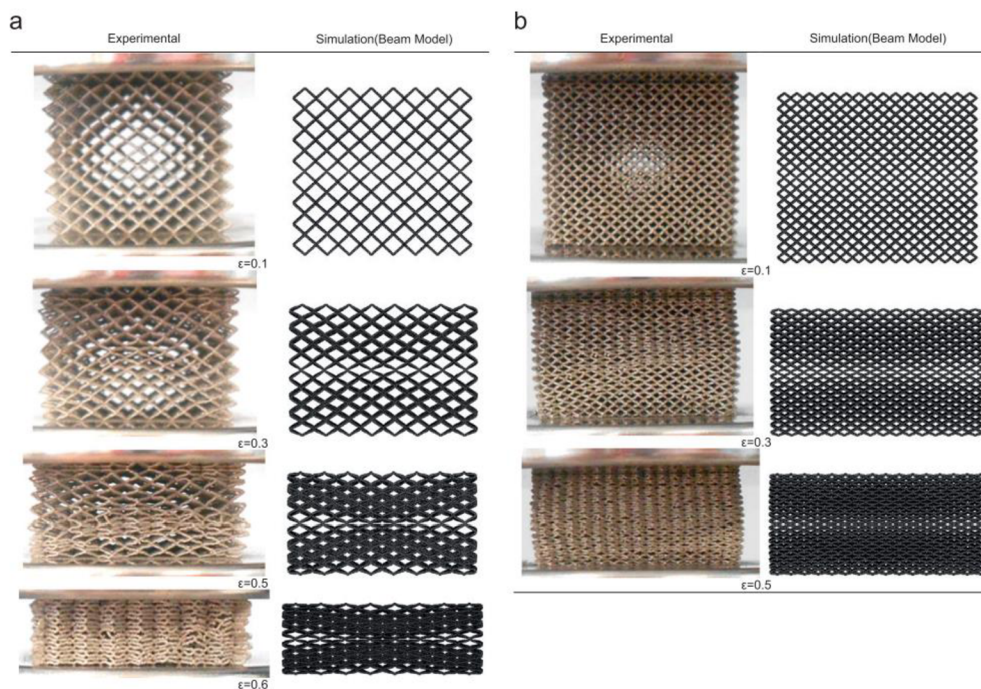 a
Experimental
Simulation(Beam Model)
ε=0.1
ε=0.3
ε=0.5
ε=0.6
b
Experimental
Simulation(Beam Model)
ε=0.1
ε=0.3
ε=0.5